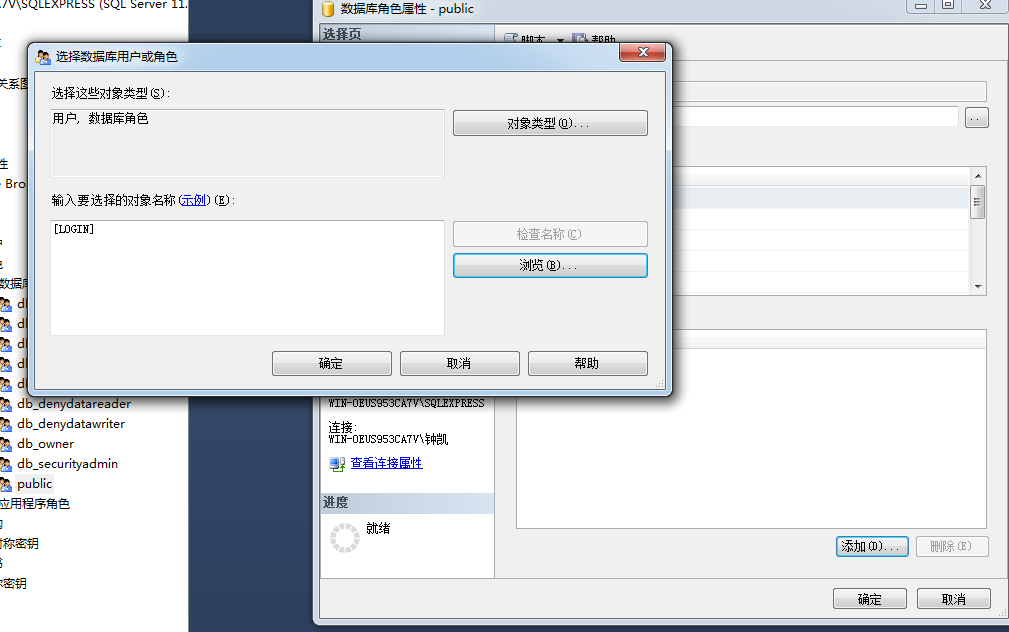 7V\SQLEXPRESS (SQL Server 11.
数据库角色属性 - public
选择页
脚本
帮助
关系图
性
Bro
数据库
选择数据库用户或角色
选择这些对象类型(S):
用户, 数据库角色
对象类型(O)...
输入要选择的对象名称(示例)(E):
[LOGIN]
检查名称(C)
浏览(B)...
确定
取消
帮助
db_denydatareader
db_denydatawriter
db_owner
db_securityadmin
public
应用程序角色
对称密钥
密钥
WIN-OEUS953CA7V\SQLEXPRESS
连接:
WIN-OEUS953CA7V\钟凯
查看连接属性
进度
就绪
添加(D)...
删除(E)
确定
取消